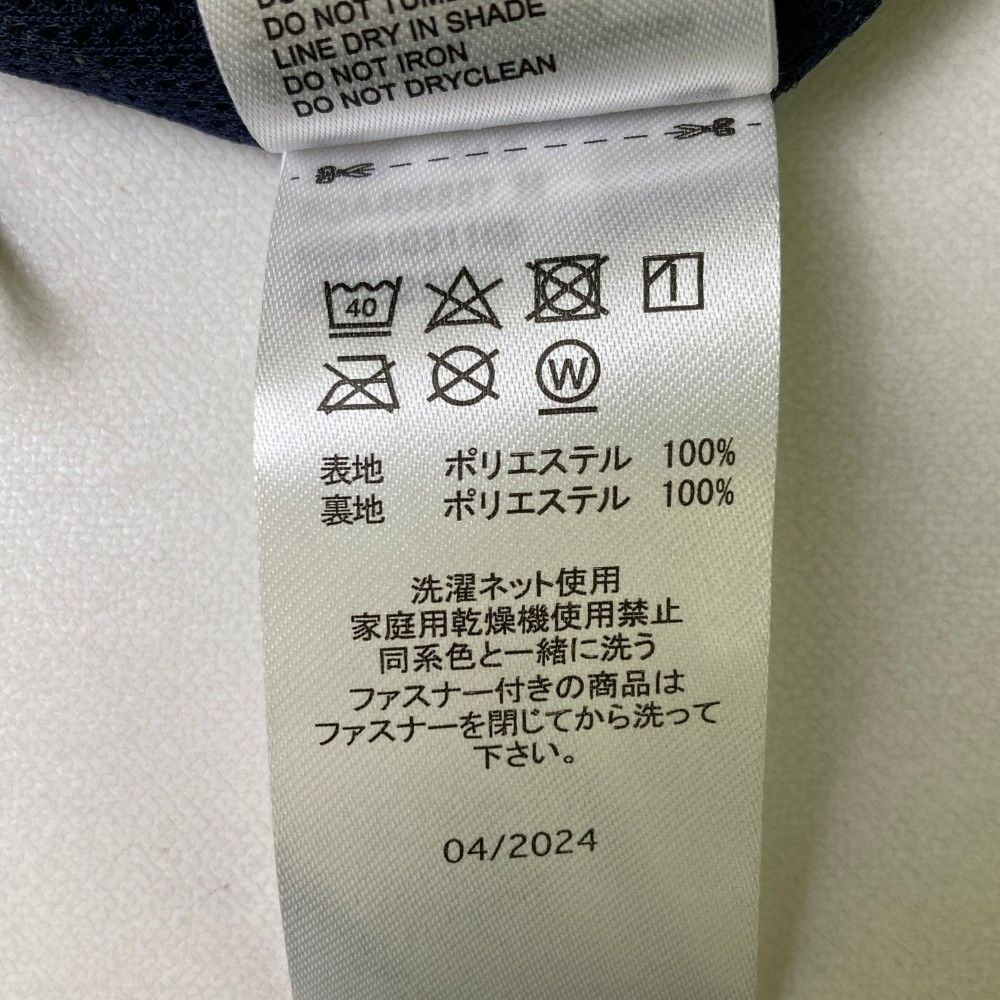 DO NOT TUMBLE
LINE DRY IN SHADE
DO NOT IRON
DO NOT DRYCLEAN
40
W
表地 ポリエステル 100%
裏地 ポリエステル 100%
洗濯ネット使用
家庭用乾燥機使用禁止
同系色と一緒に洗う
ファスナー付きの商品は
ファスナーを閉じてから洗って
下さい。
04/2024